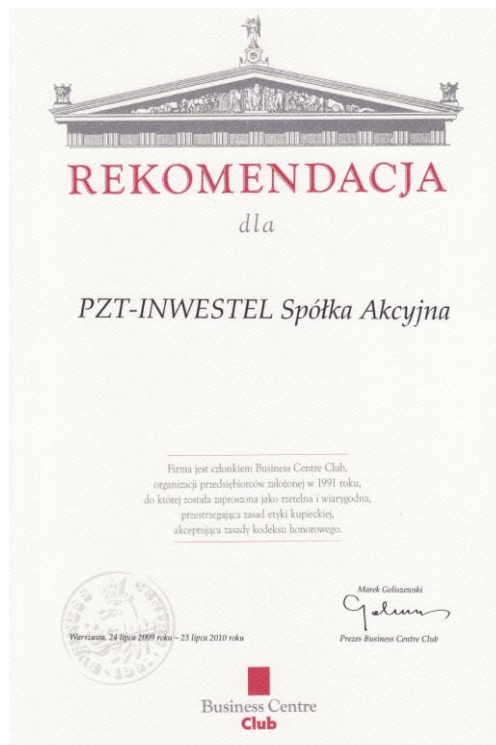 REKOMENDACJA
dla
PZT-INWESTEL Spółka Akcyjna
Firma jest członkiem Business Centre Club,
organizacji przedsiębiorców założonej w 1991 roku,
do której została zaproszona jako rzetelna i wiarygodna,
przestrzegająca zasad etyki kupieckiej,
akceptująca zasady kodeksu honorowego.
Marek Goliszewski
Warszawa, 24 lipca 2009 roku – 23 lipca 2010 roku
Prezes Business Centre Club
Business Centre
Club